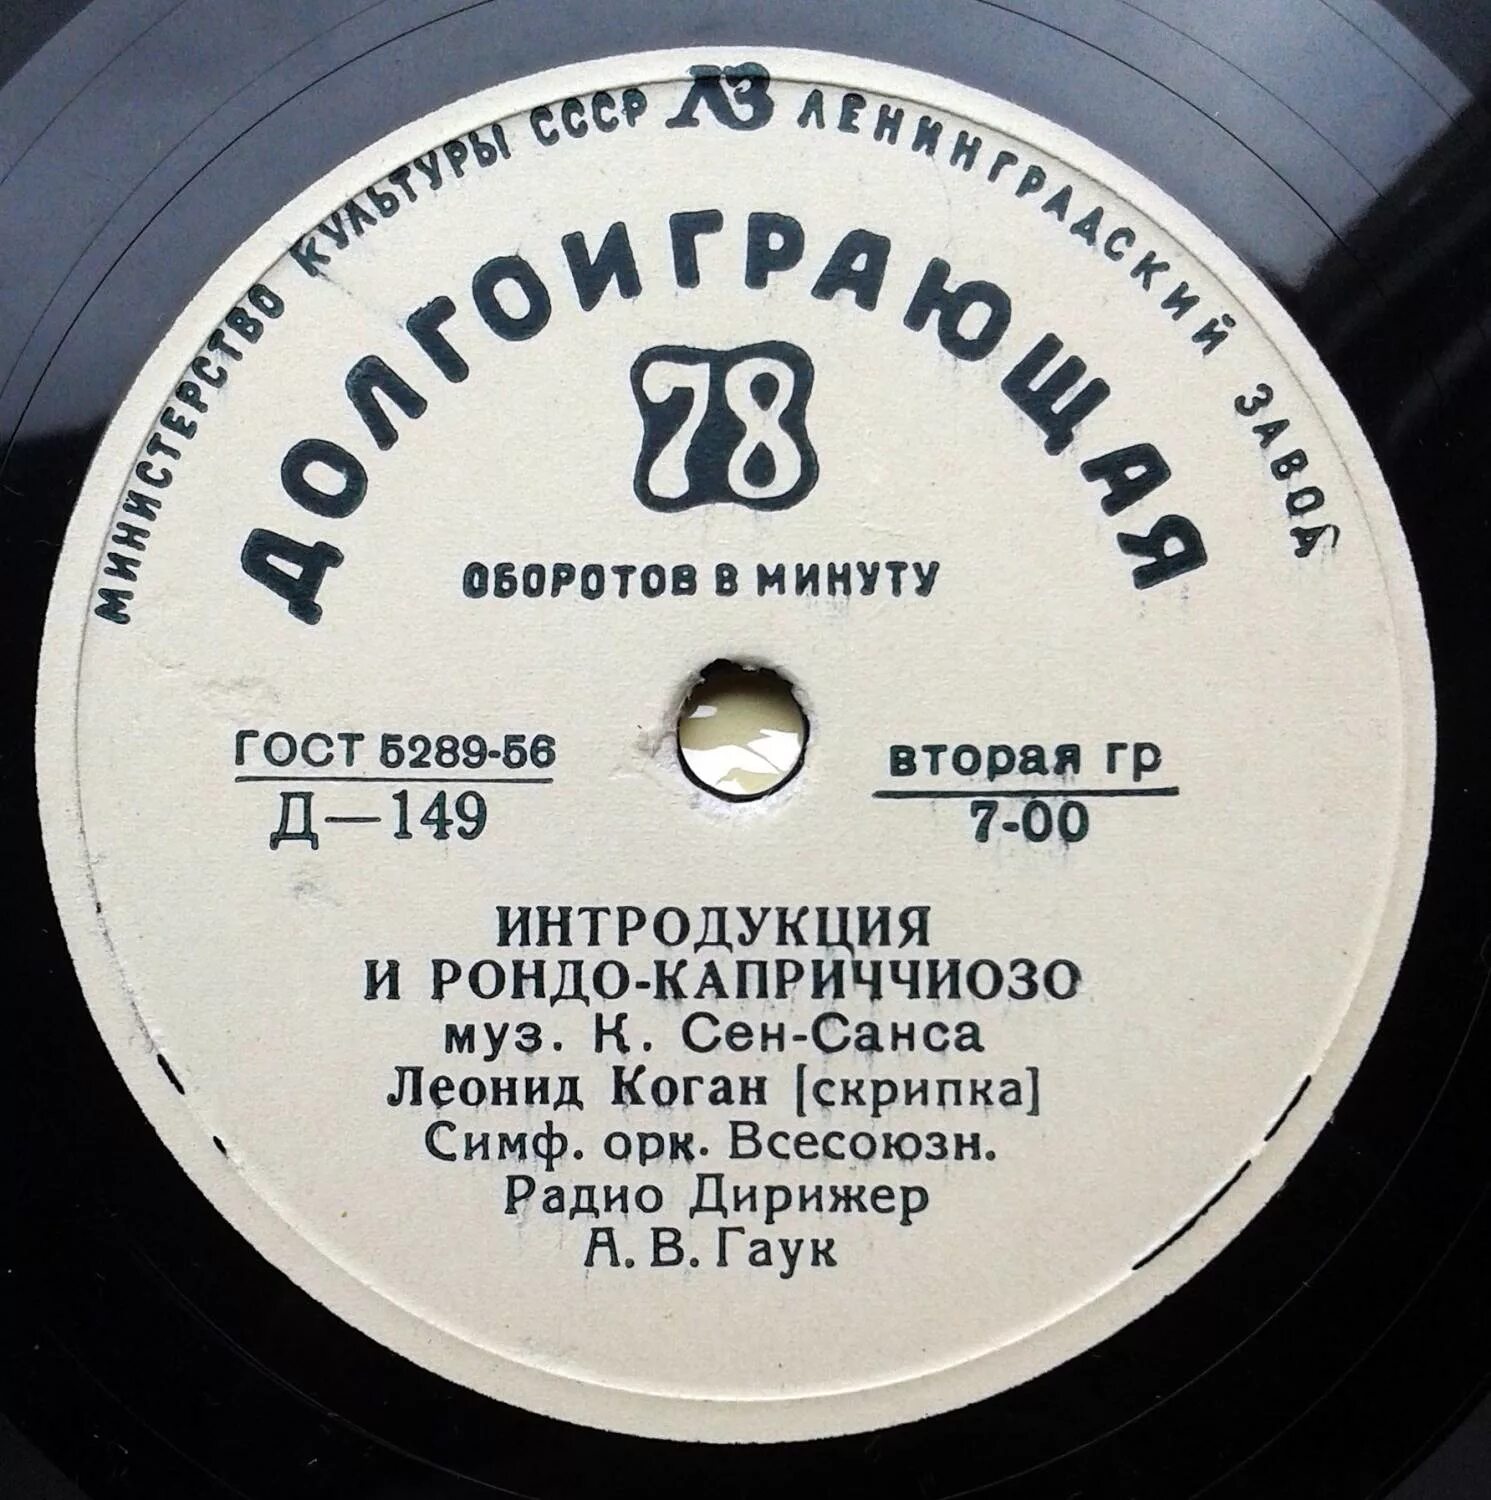 МИНИСТЕРСТВО КУЛЬТУРЫ СССР ЛЗ ЛЕНИНГРАДСКИЙ ЗАВОД
ДОЛГОИГРАЮЩАЯ
78
ОБОРОТОВ В МИНУТУ
ГОСТ 5289-56
Д—149
вторая гр
7-00
ИНТРОДУКЦИЯ
И РОНДО-КАПРИЧЧИОЗО
муз. К. Сен-Санса
Леонид Коган [скрипка]
Симф. орк. Всесоюзн.
Радио Дирижер
А. В. Гаук